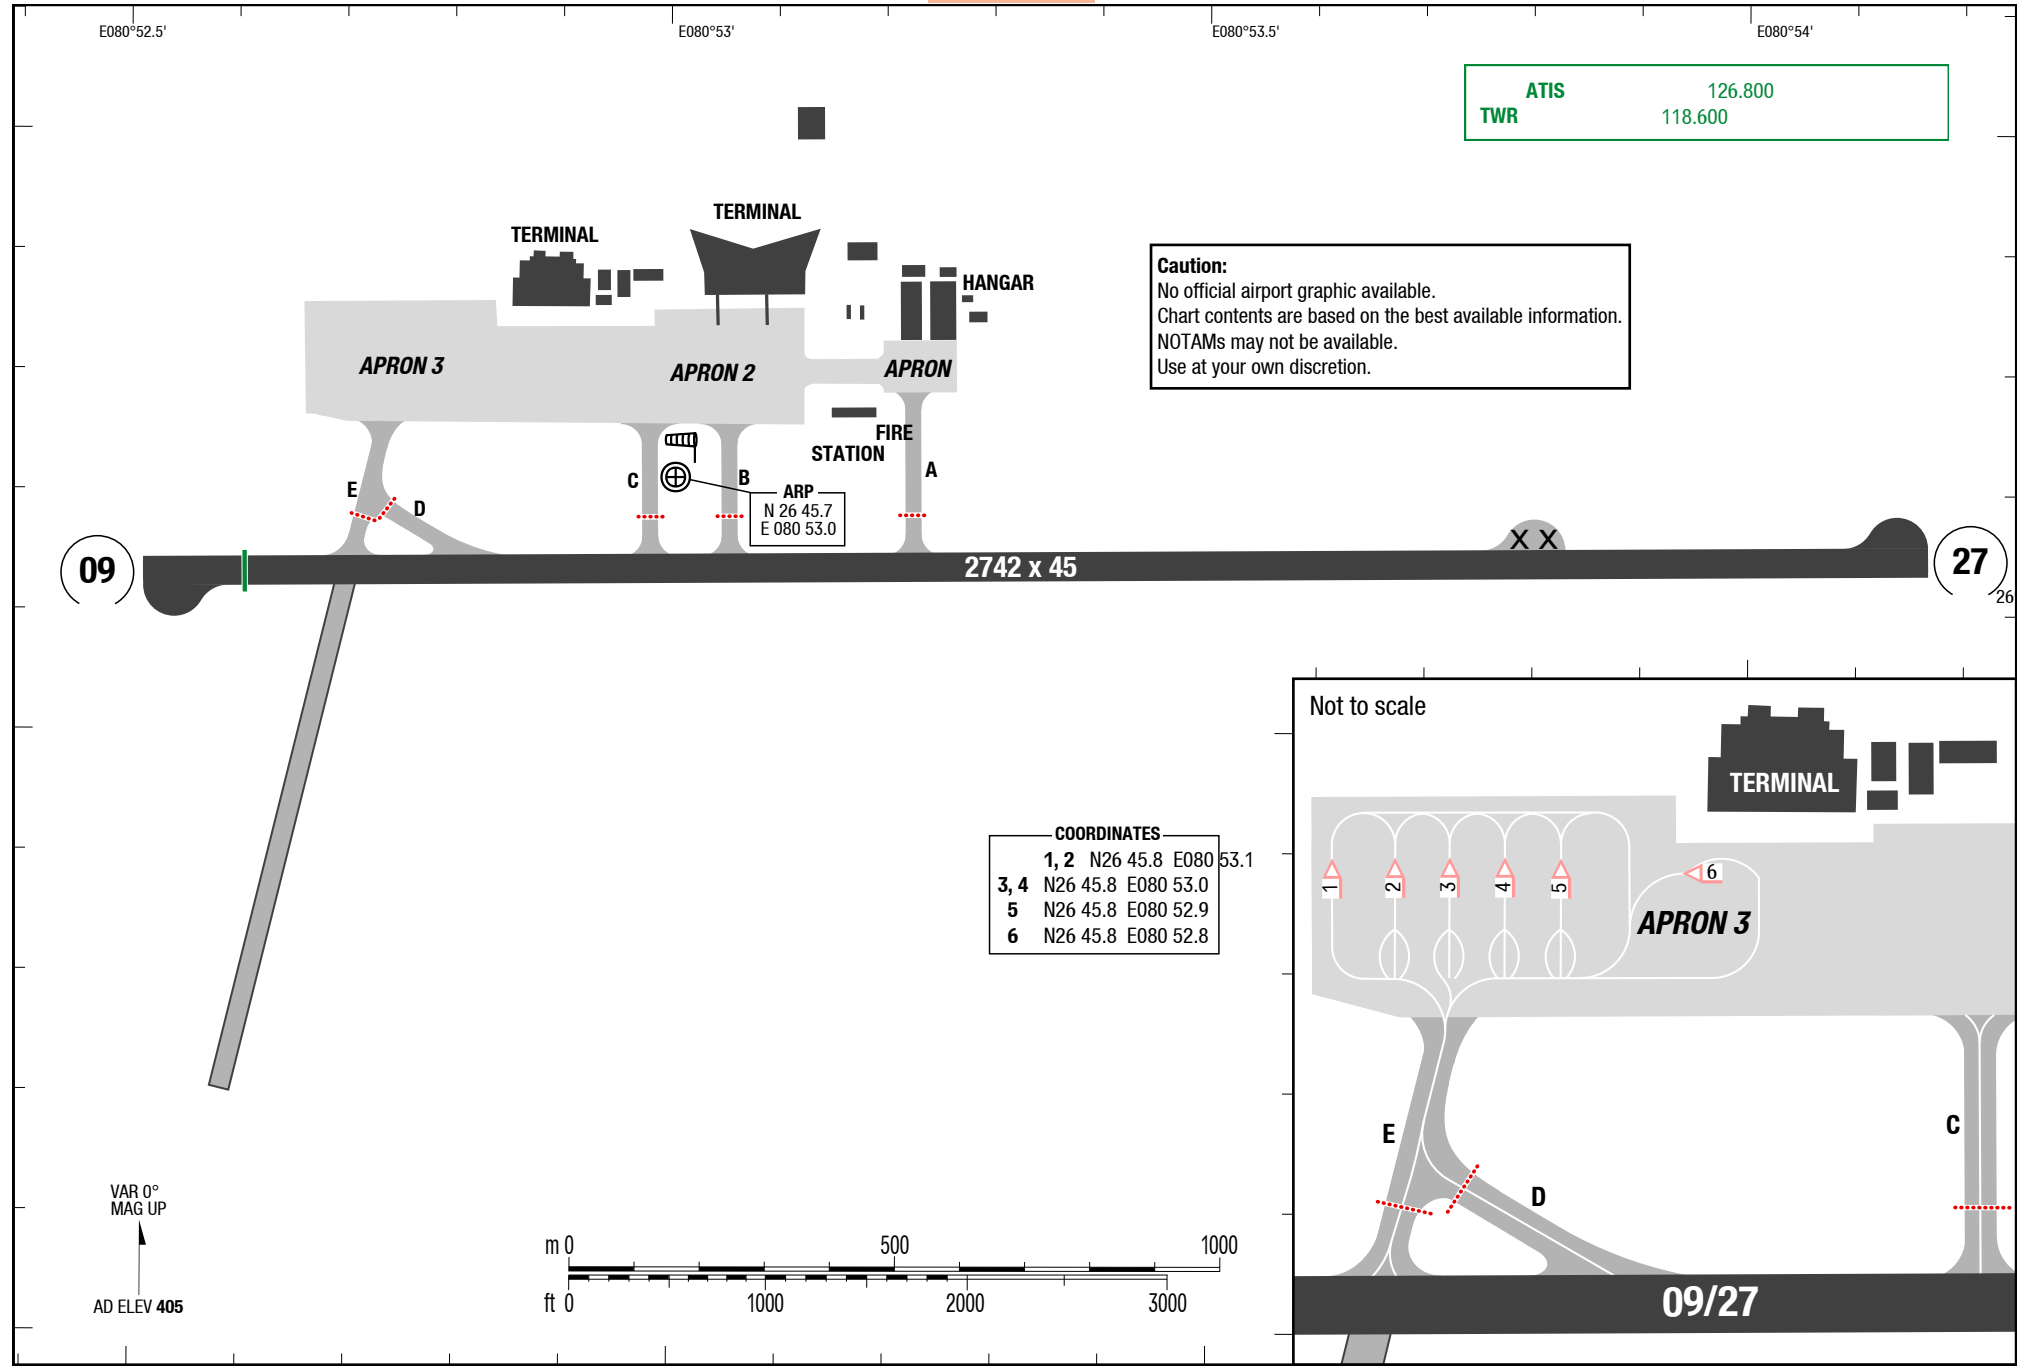 E080°52.5'
E080°53'
E080°53.5'
E080°54'
ATIS 126.800
TWR 118.600
TERMINAL
TERMINAL
HANGAR
Caution:
No official airport graphic available.
Chart contents are based on the best available information.
NOTAMs may not be available.
Use at your own discretion.
APRON 3
APRON 2
APRON
FIRE
STATION
E
D
C
B
A
ARP
N 26 45.7
E 080 53.0
X X
09
2742 x 45
27
26
Not to scale
TERMINAL
1
2
3
4
5
6
APRON 3
E
D
C
09/27
COORDINATES
1, 2 N26 45.8 E080 53.1
3, 4 N26 45.8 E080 53.0
5 N26 45.8 E080 52.9
6 N26 45.8 E080 52.8
VAR 0°
MAG UP
AD ELEV 405
m 0 500 1000
ft 0 1000 2000 3000